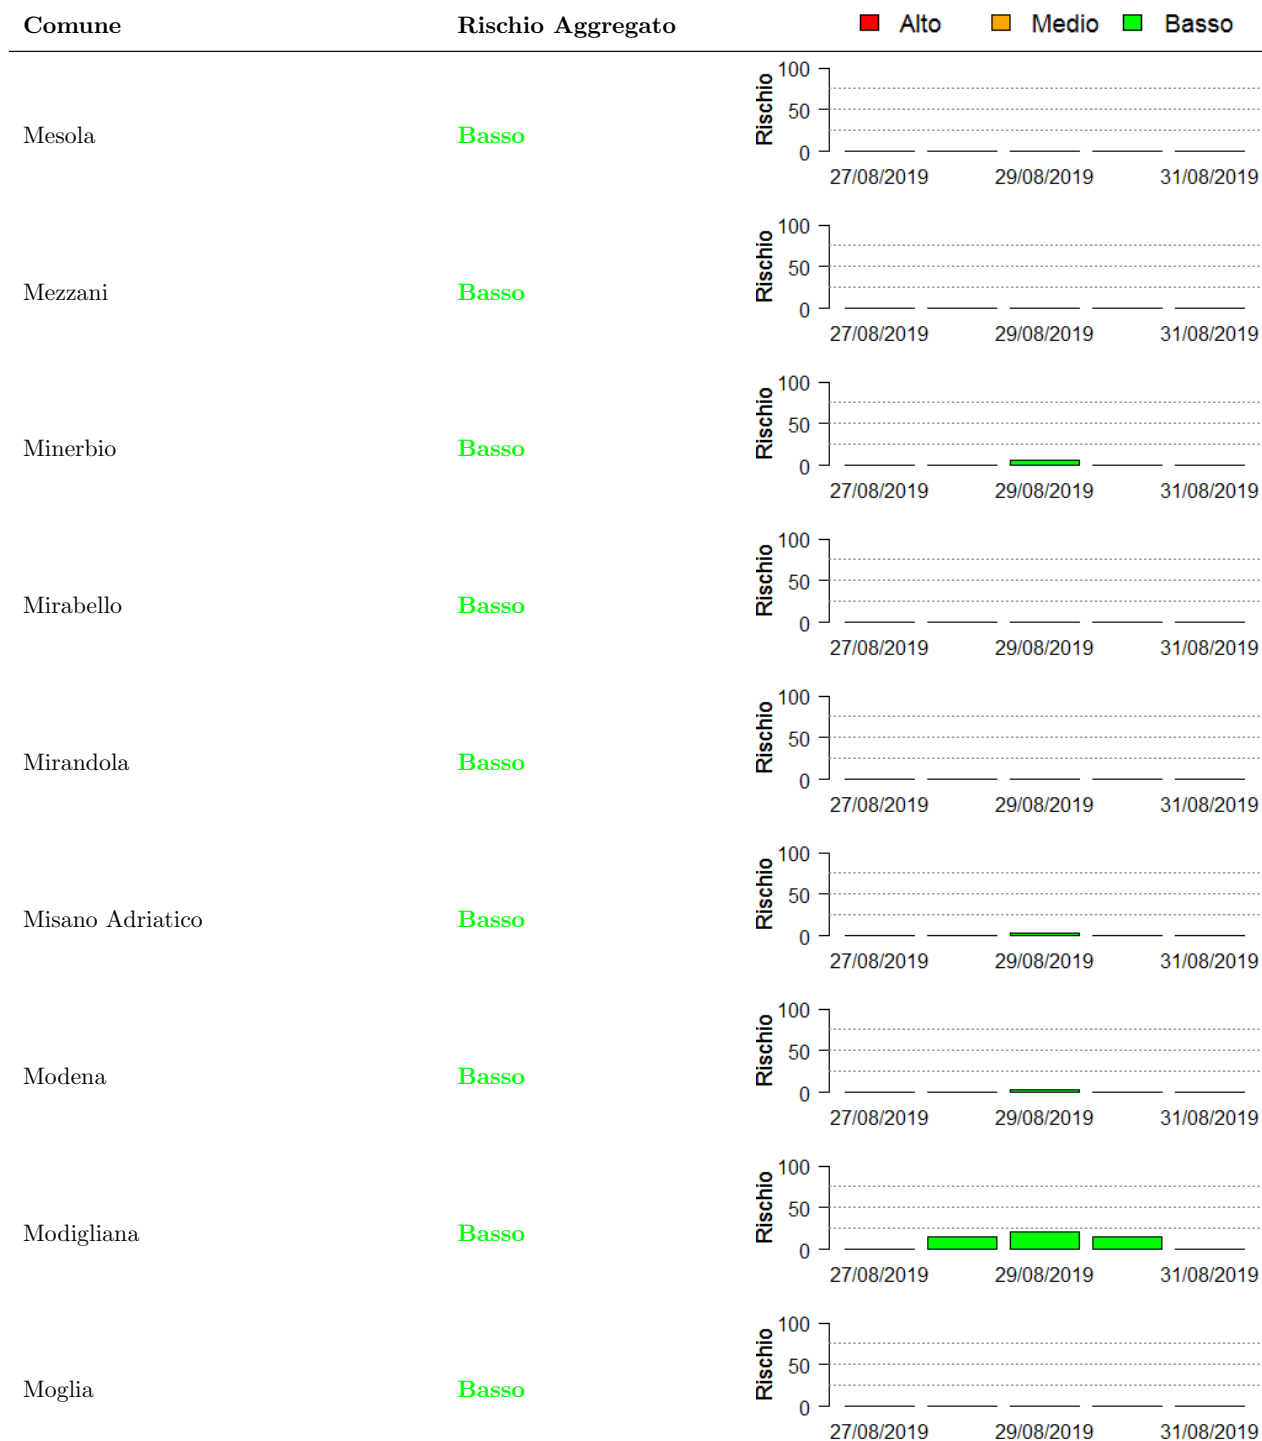 Comune Rischio Aggregato Alto Medio Basso
100
50
0
Rischio
Mesola Basso
27/08/2019 29/08/2019 31/08/2019
100
50
0
Rischio
Mezzani Basso
27/08/2019 29/08/2019 31/08/2019
100
50
0
Rischio
Minerbio Basso
27/08/2019 29/08/2019 31/08/2019
100
50
0
Rischio
Mirabello Basso
27/08/2019 29/08/2019 31/08/2019
100
50
0
Rischio
Mirandola Basso
27/08/2019 29/08/2019 31/08/2019
100
50
0
Rischio
Misano Adriatico Basso
27/08/2019 29/08/2019 31/08/2019
100
50
0
Rischio
Modena Basso
27/08/2019 29/08/2019 31/08/2019
100
50
0
Rischio
Modigliana Basso
27/08/2019 29/08/2019 31/08/2019
100
50
0
Rischio
Moglia Basso
27/08/2019 29/08/2019 31/08/2019